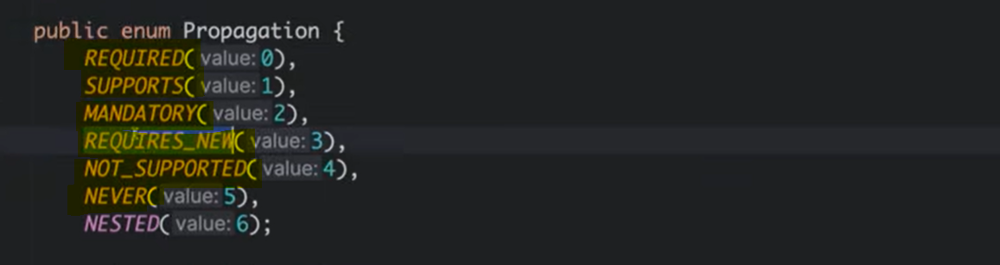 public enum Propagation {
REQUIRED( value: 0),
SUPPORTS( value: 1),
MANDATORY( value: 2),
REQUIRES_NEW( value: 3),
NOT_SUPPORTED( value: 4),
NEVER( value: 5),
NESTED( value: 6);